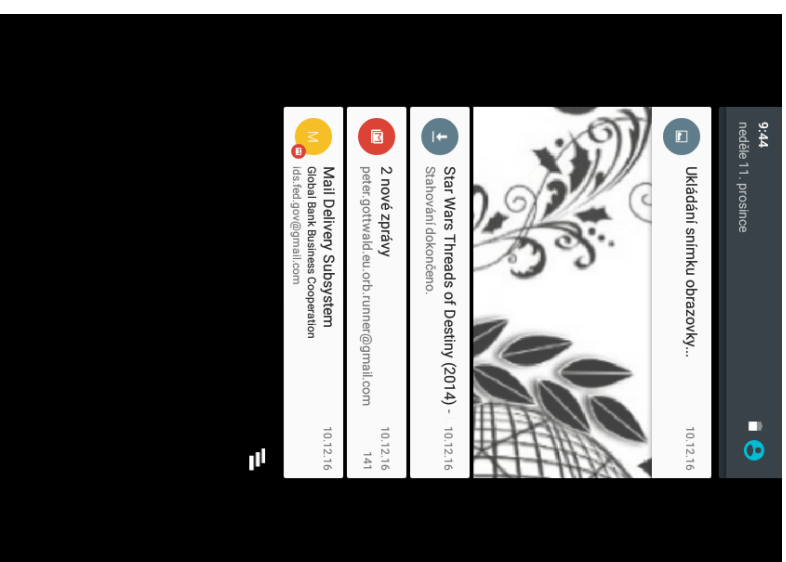 9:44
neděle 11. prosince
Ukládání snímku obrazovky...
10.12.16
Star Wars Threads of Destiny (2014) -
10.12.16
Stahování dokončeno.
2 nové zprávy
10.12.16
peter.gottwald.eu.orb.runner@gmail.com
141
M
Mail Delivery Subsystem
10.12.16
Global Bank Business Cooperation
ids.fed.gov@gmail.com